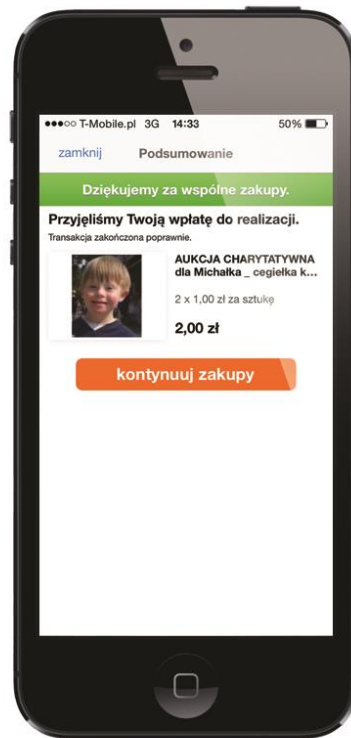 T-Mobile.pl 3G 14:33 50%
zamknij Podsumowanie
Dziękujemy za wspólne zakupy.
Przyjęliśmy Twoją wpłatę do realizacji.
Transakcja zakończona poprawnie.
AUKCJA CHARYTATYWNA
dla Michałka _ cegiełka k...
2 x 1,00 zł za sztukę
2,00 zł
kontynuuj zakupy